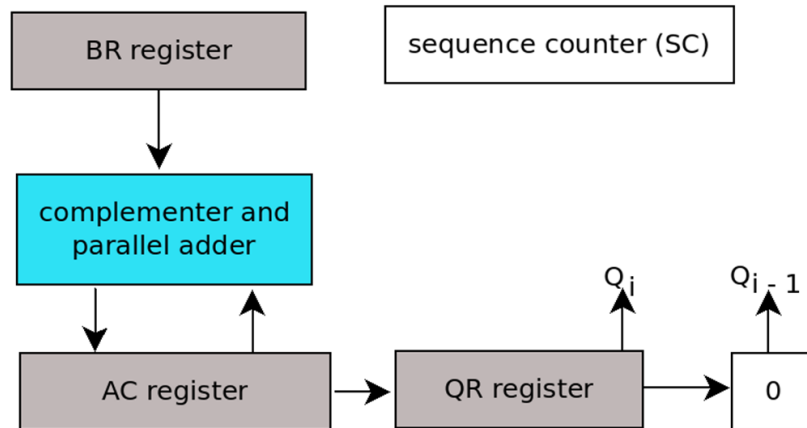 BR register
sequence counter (SC)
complementer and
parallel adder
Qi
Qi - 1
AC register
QR register
0